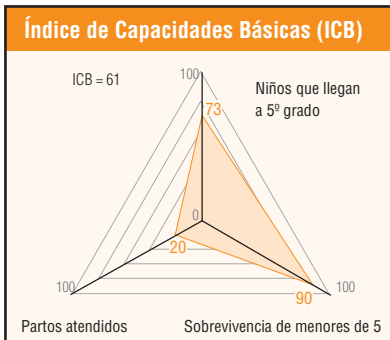 Índice de Capacidades Básicas (ICB)
ICB = 61
100
Niños que llegan
a 5º grado
73
0
20
90
100
100
Partos atendidos
Sobrevivencia de menores de 5